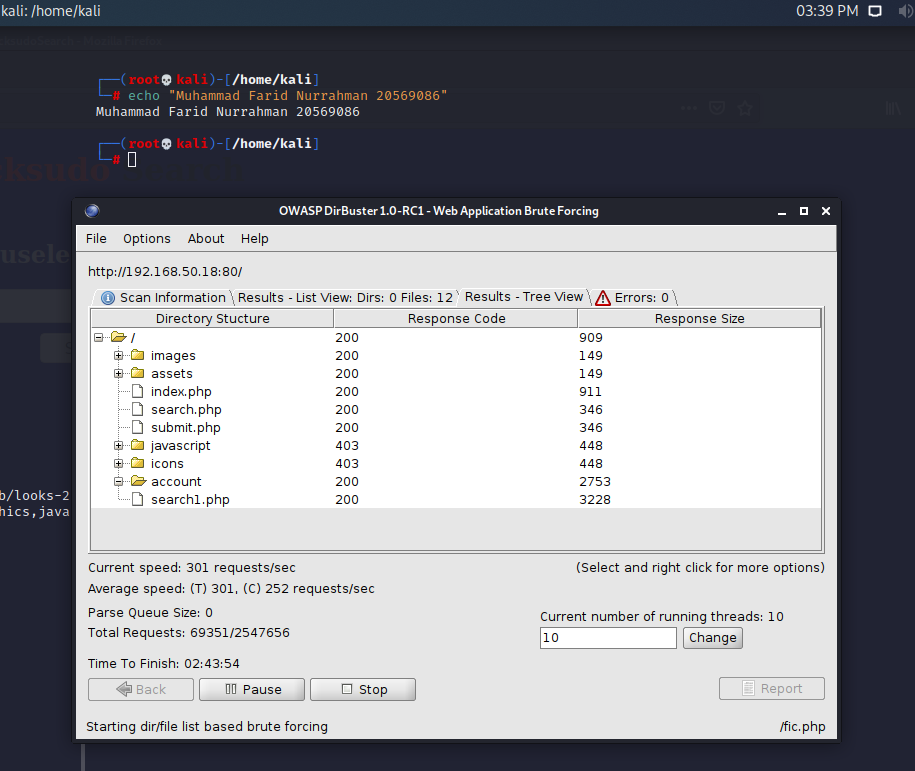 kali: /home/kali 03:39 PM
┌──(root💀kali)-[/home/kali]
└─# echo "Muhammad Farid Nurrahman 20569086"
Muhammad Farid Nurrahman 20569086
┌──(root💀kali)-[/home/kali]
└─#
ksudo
usele
OWASP DirBuster 1.0-RC1 - Web Application Brute Forcing
File Options About Help
http://192.168.50.18:80/
Scan Information Results - List View: Dirs: 0 Files: 12 Results - Tree View Errors: 0
Directory Stucture Response Code Response Size
/ 200 909
images 200 149
assets 200 149
index.php 200 911
search.php 200 346
submit.php 200 346
javascript 403 448
icons 403 448
account 200 2753
search1.php 200 3228
b/looks-2
hics,java
Current speed: 301 requests/sec (Select and right click for more options)
Average speed: (T) 301, (C) 252 requests/sec
Parse Queue Size: 0
Current number of running threads: 10
Total Requests: 69351/2547656
10 Change
Time To Finish: 02:43:54
Back Pause Stop Report
Starting dir/file list based brute forcing /fic.php